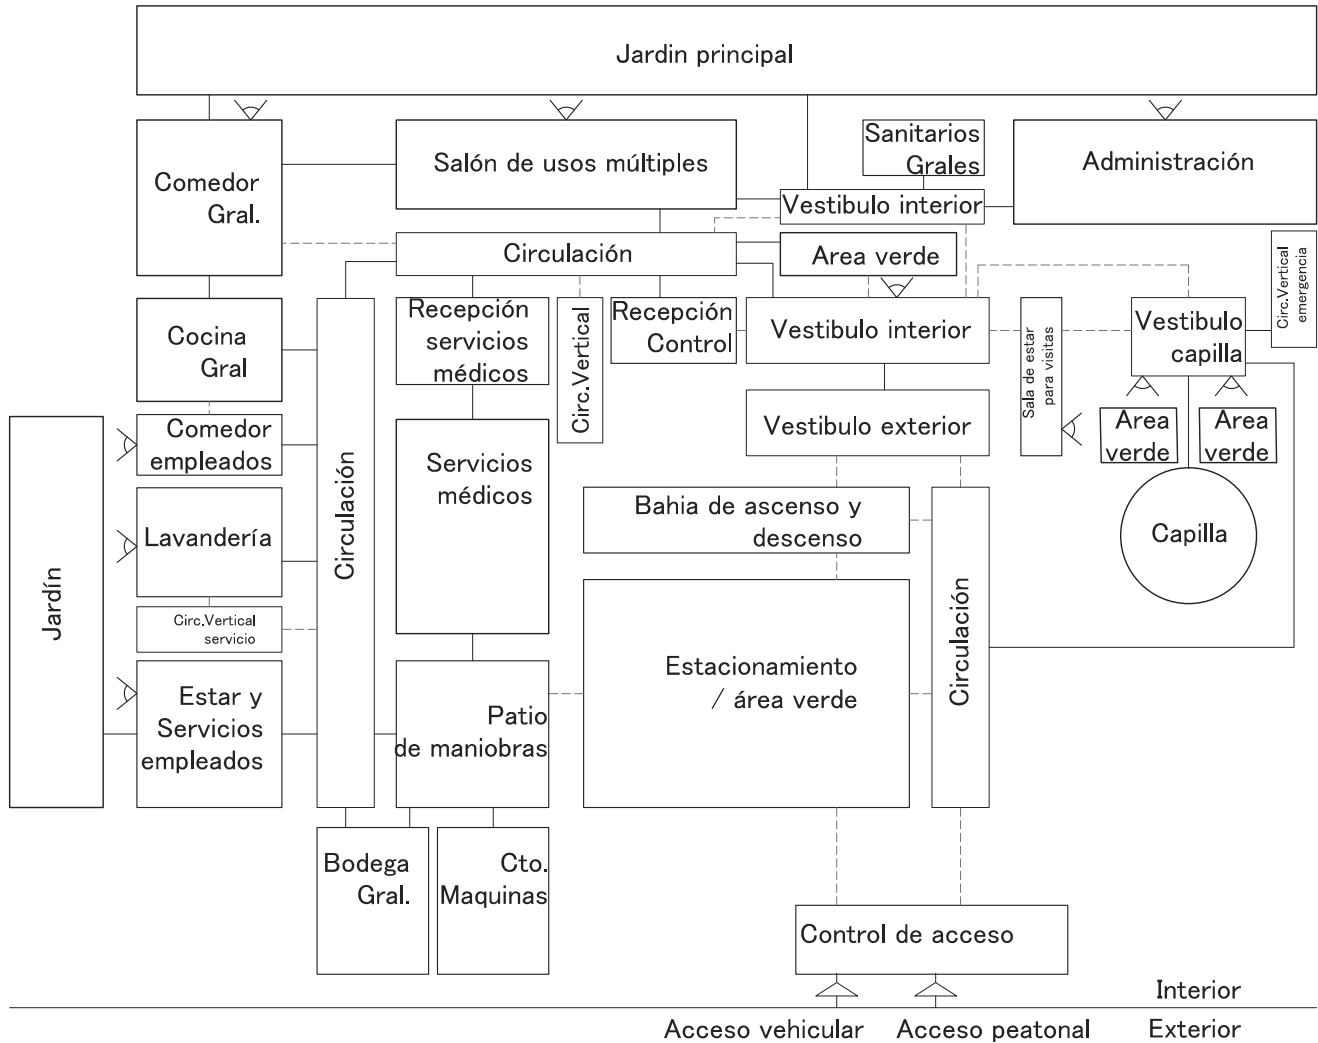 Jardin principal
Comedor
Gral.
Salón de usos múltiples
Sanitarios
Grales
Administración
Vestibulo interior
Circulación
Area verde
Circ.Vertical
emergencia
Cocina
Gral
Circulación
Recepción
servicios
médicos
Circ.Vertical
Recepción
Control
Vestibulo interior
Sala de estar
para visitas
Vestibulo
capilla
Vestibulo exterior
Area
verde
Area
verde
Jardín
Comedor
empleados
Servicios
médicos
Lavandería
Bahia de ascenso y
descenso
Circulación
Capilla
Circ.Vertical
servicio
Estar y
Servicios
empleados
Patio
de maniobras
Estacionamiento
/ área verde
Bodega
Gral.
Cto.
Maquinas
Control de acceso
Interior
Acceso vehicular
Acceso peatonal
Exterior